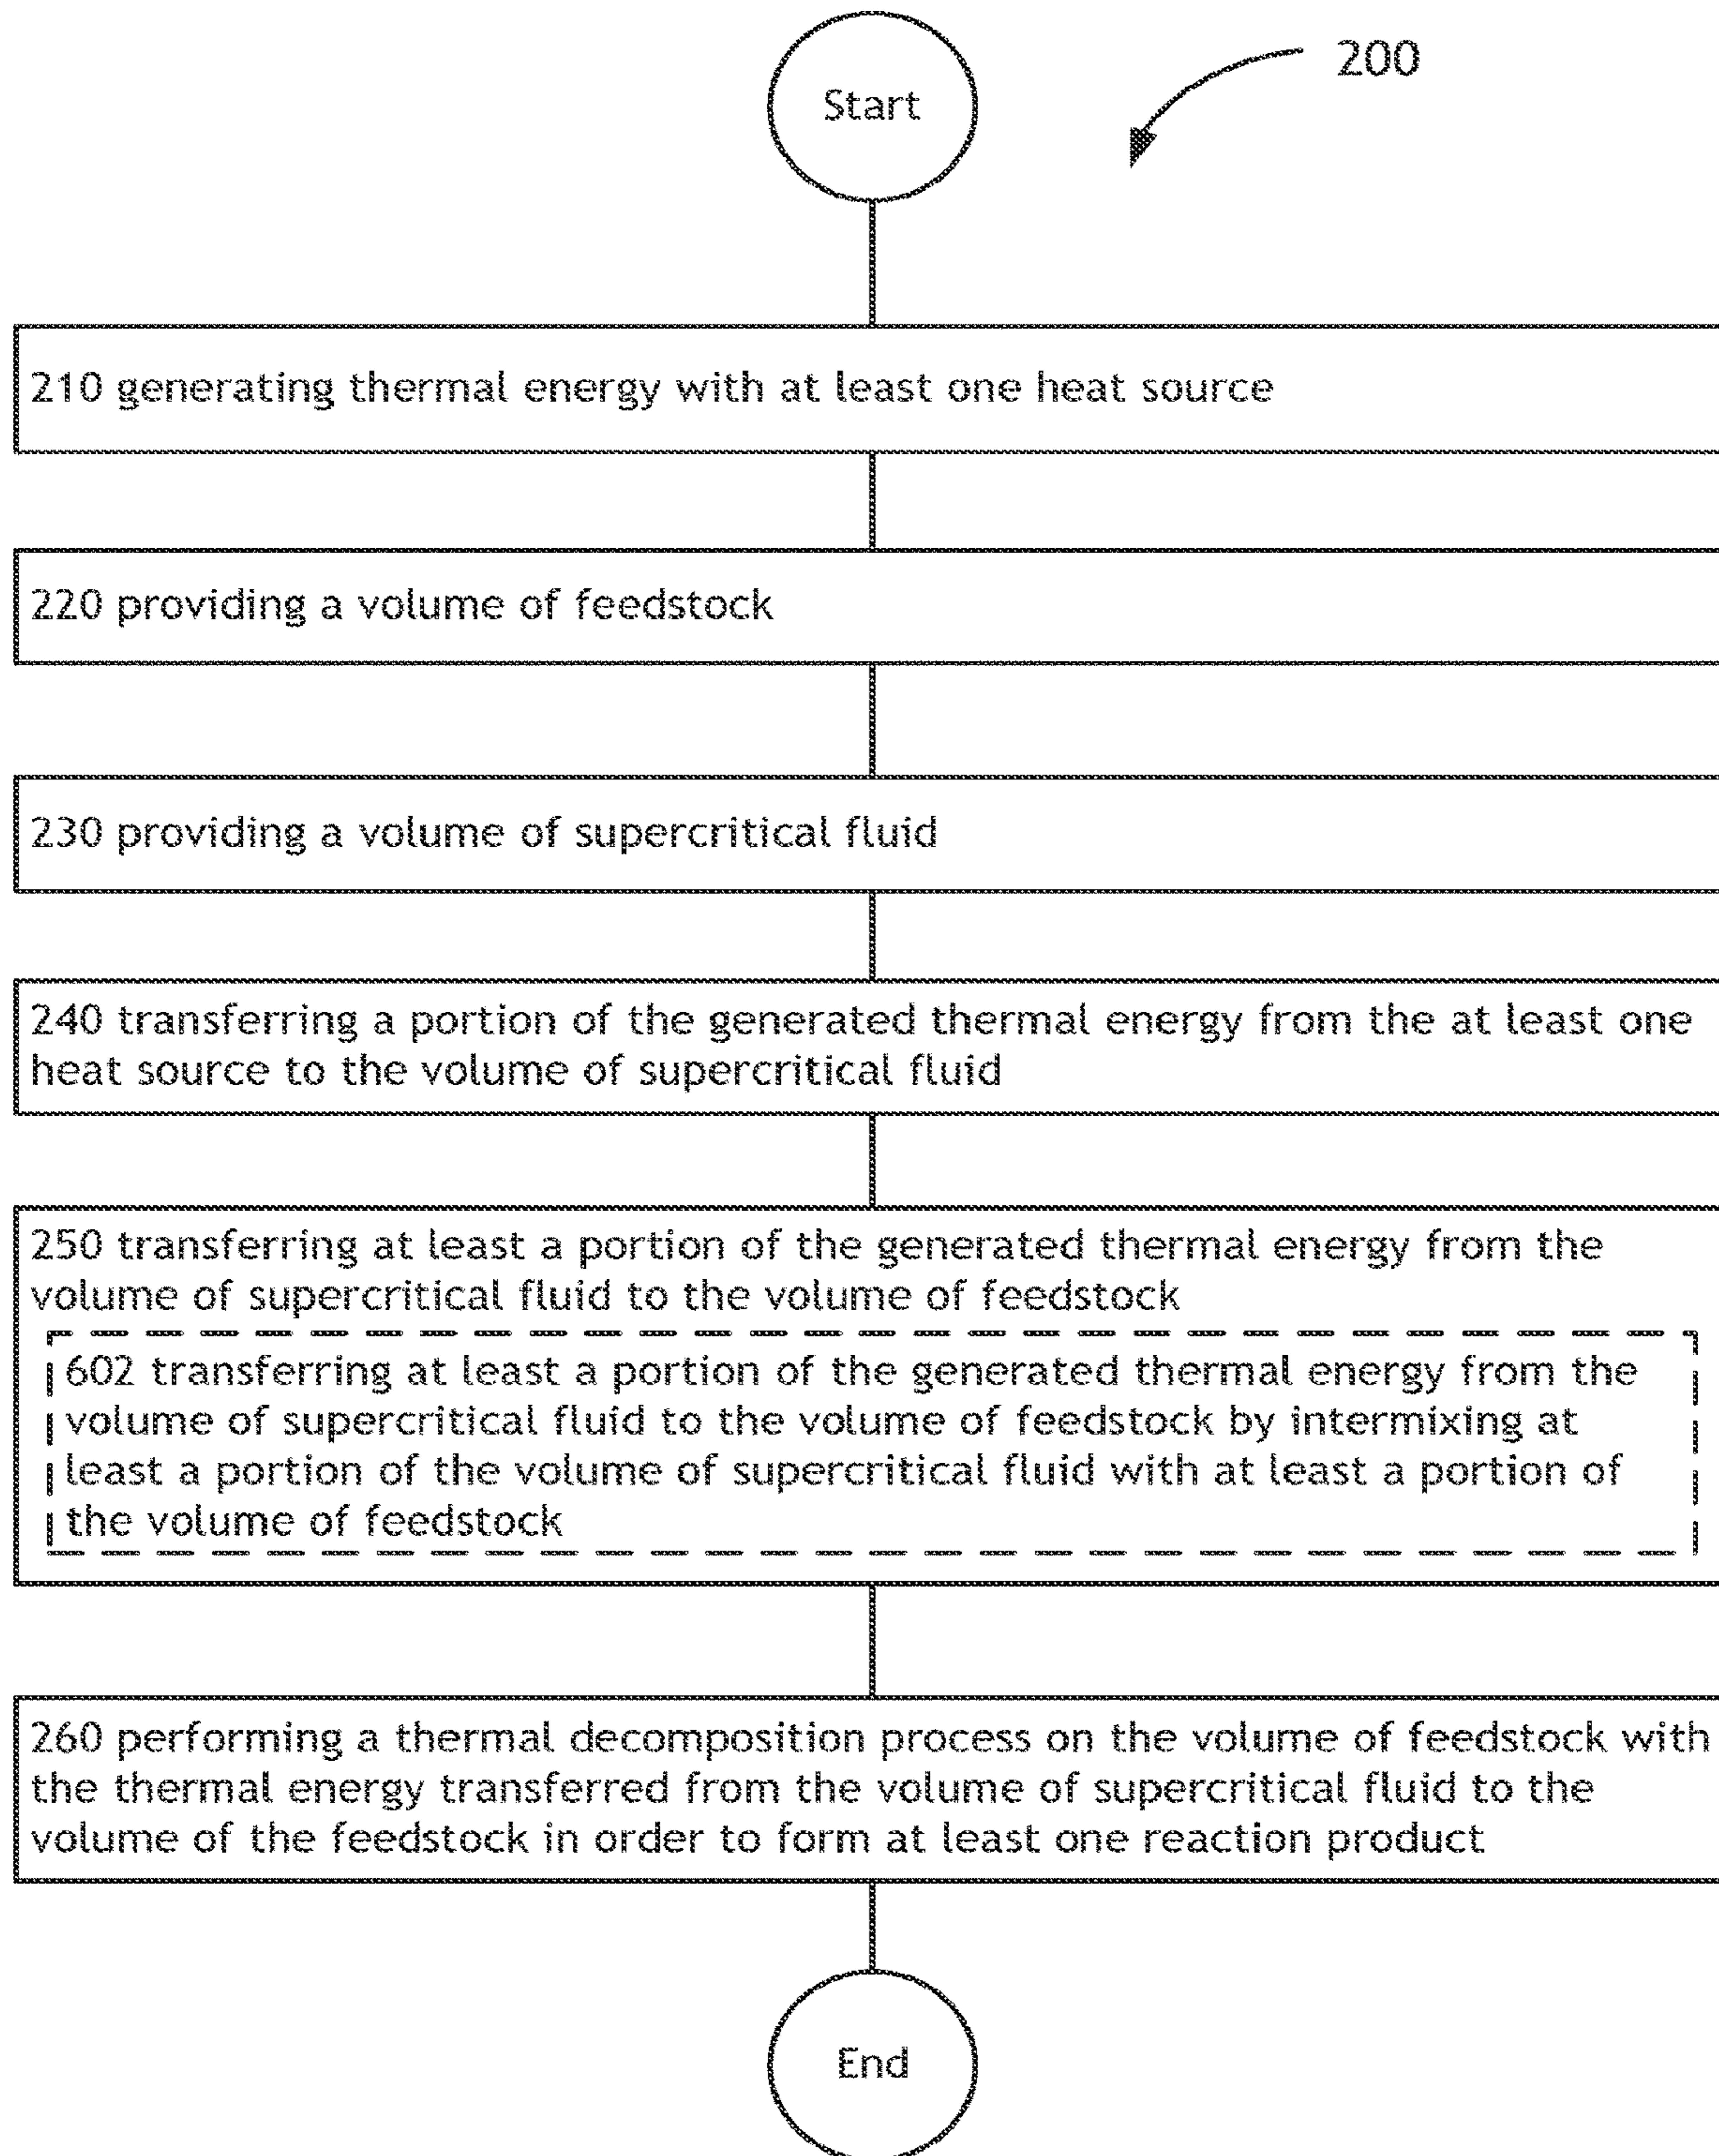 Start
200
210 generating thermal energy with at least one heat source
220 providing a volume of feedstock
230 providing a volume of supercritical fluid
240 transferring a portion of the generated thermal energy from the at least one
heat source to the volume of supercritical fluid
250 transferring at least a portion of the generated thermal energy from the
volume of supercritical fluid to the volume of feedstock
602 transferring at least a portion of the generated thermal energy from the
volume of supercritical fluid to the volume of feedstock by intermixing at
least a portion of the volume of supercritical fluid with at least a portion of
the volume of feedstock
260 performing a thermal decomposition process on the volume of feedstock with
the thermal energy transferred from the volume of supercritical fluid to the
volume of the feedstock in order to form at least one reaction product
End